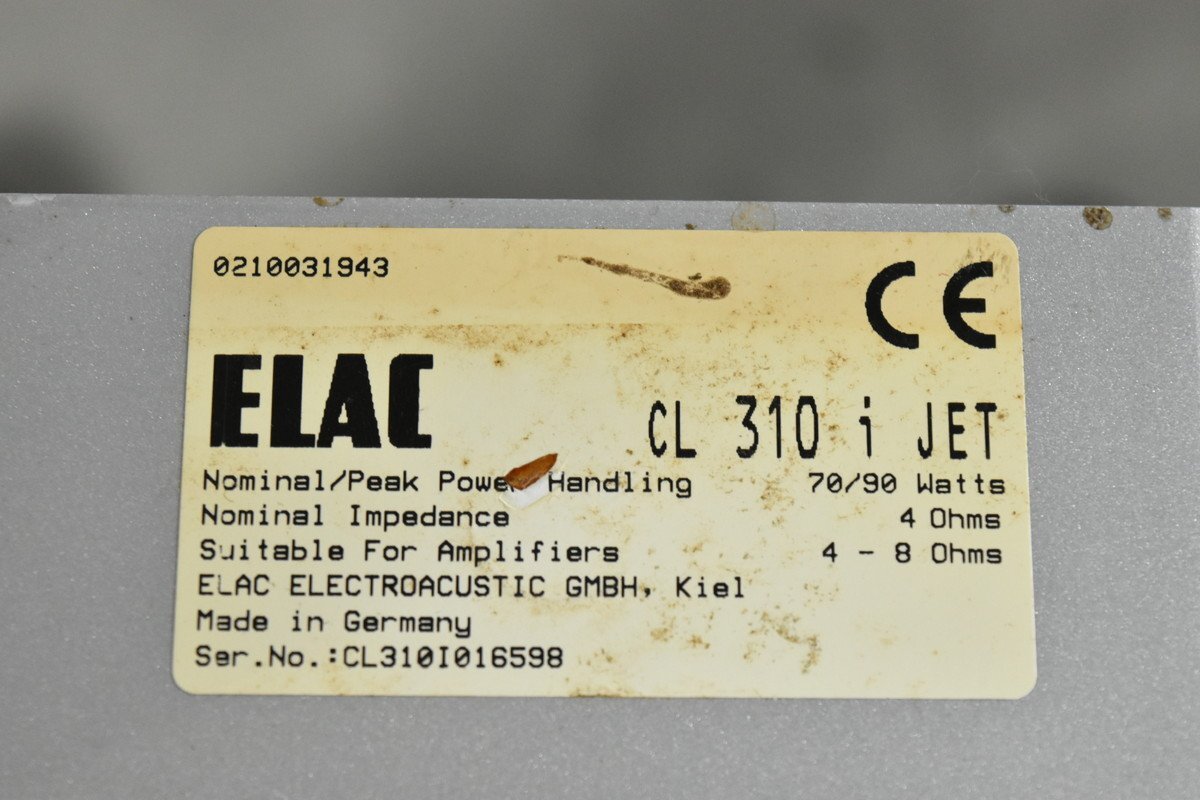 0210031943
CE
ELAC
CL 310 i JET
Nominal/Peak Power Handling 70/90 Watts
Nominal Impedance 4 Ohms
Suitable For Amplifiers 4 - 8 Ohms
ELAC ELECTROACUSTIC GMBH, Kiel
Made in Germany
Ser.No.:CL310I016598